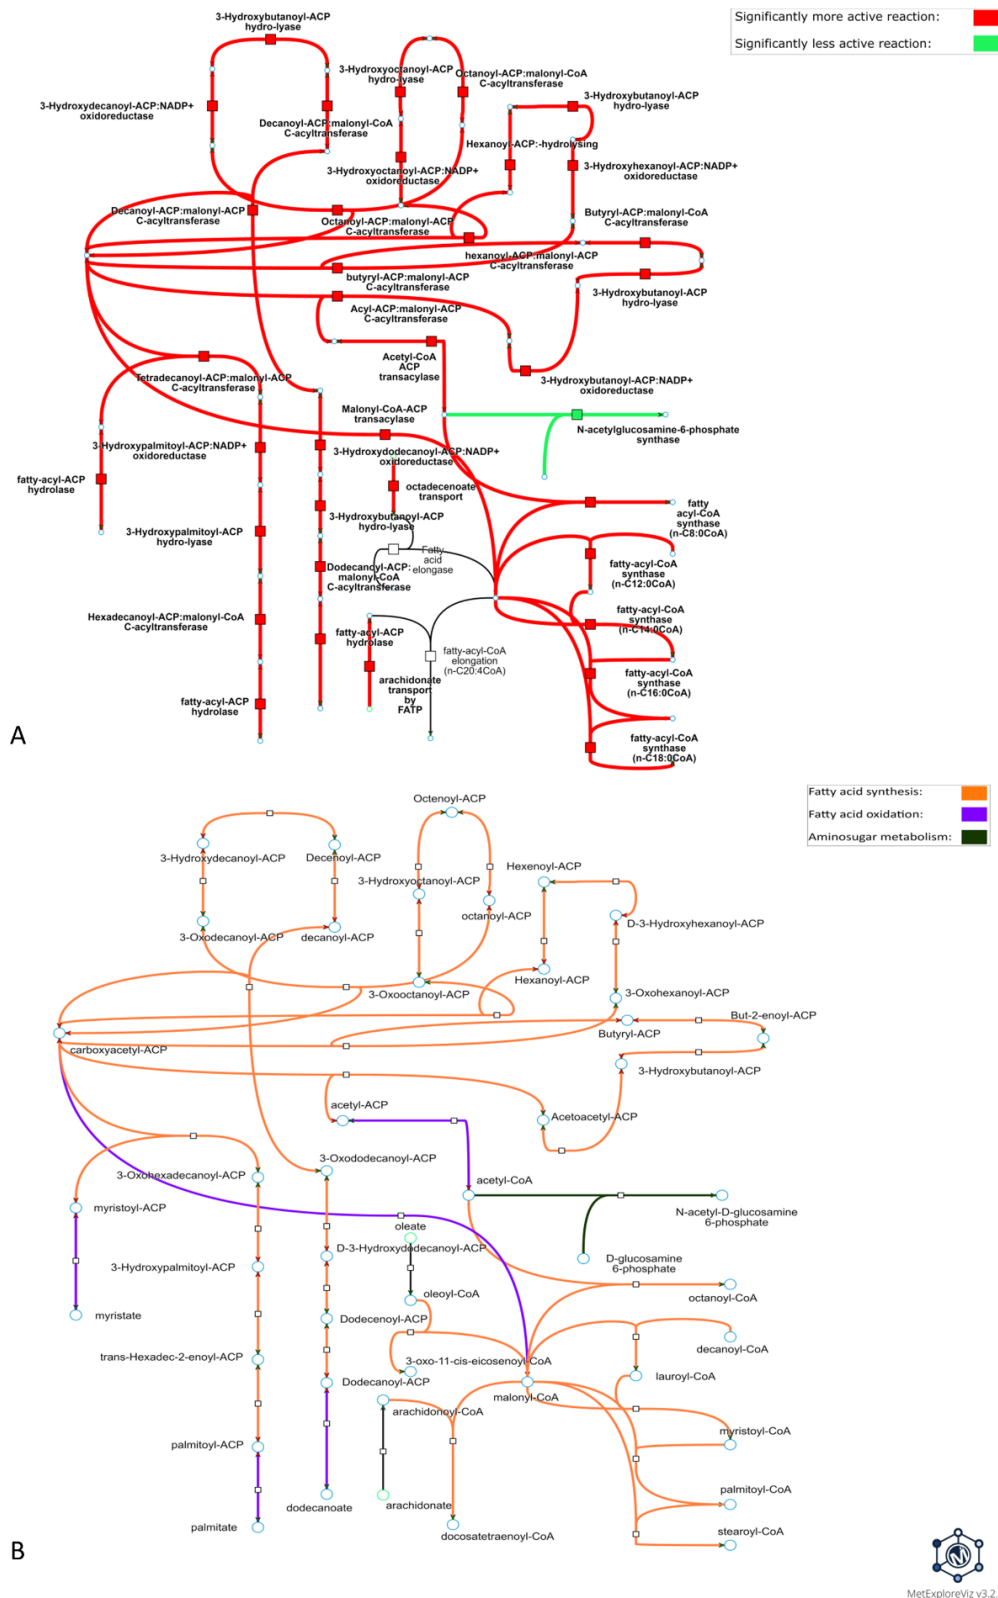 3-Hydroxybutanoyl-ACP
hydro-lyase
Significantly more active reaction:
Significantly less active reaction:
3-Hydroxyoctanoyl-ACP
hydro-lyase
Octanoyl-ACP:malonyl-CoA
C-acyltransferase
3-Hydroxybutanoyl-ACP
hydro-lyase
3-Hydroxydecanoyl-ACP:NADP+
oxidoreductase
Decanoyl-ACP:malonyl-CoA
C-acyltransferase
Hexanoyl-ACP:-hydrolysing
3-Hydroxyoctanoyl-ACP:NADP+
oxidoreductase
3-Hydroxyhexanoyl-ACP:NADP+
oxidoreductase
Decanoyl-ACP:malonyl-ACP
C-acyltransferase
Octanoyl-ACP:malonyl-ACP
C-acyltransferase
Butyryl-ACP:malonyl-CoA
C-acyltransferase
hexanoyl-ACP:malonyl-ACP
C-acyltransferase
butyryl-ACP:malonyl-ACP
C-acyltransferase
3-Hydroxybutanoyl-ACP
hydro-lyase
Acyl-ACP:malonyl-ACP
C-acyltransferase
Acetyl-CoA
ACP
transacylase
3-Hydroxybutanoyl-ACP:NADP+
oxidoreductase
Tetradecanoyl-ACP:malonyl-ACP
C-acyltransferase
Malonyl-CoA-ACP
transacylase
N-acetylglucosamine-6-phosphate
synthase
3-Hydroxypalmitoyl-ACP:NADP+
oxidoreductase
3-Hydroxydodecanoyl-ACP:NADP+
oxidoreductase
fatty-acyl-ACP
hydrolase
octadecenoate
transport
fatty
acyl-CoA
synthase
(n-C8:0CoA)
3-Hydroxybutanoyl-ACP
hydro-lyase
3-Hydroxypalmitoyl-ACP
hydro-lyase
Fatty
acid
elongase
Dodecanoyl-ACP:
malonyl-CoA
C-acyltransferase
fatty-acyl-CoA
synthase
(n-C12:0CoA)
Hexadecanoyl-ACP:malonyl-CoA
C-acyltransferase
fatty-acyl-CoA
synthase
(n-C14:0CoA)
fatty-acyl-ACP
hydrolase
fatty-acyl-CoA
elongation
(n-C20:4CoA)
arachidonate
transport
by
FATP
fatty-acyl-CoA
synthase
(n-C16:0CoA)
fatty-acyl-ACP
hydrolase
fatty-acyl-CoA
synthase
(n-C18:0CoA)
A
Fatty acid synthesis:
Fatty acid oxidation:
Aminosugar metabolism:
Octenoyl-ACP
3-Hydroxydecanoyl-ACP
Decenoyl-ACP
Hexenoyl-ACP
3-Hydroxyoctanoyl-ACP
octanoyl-ACP
D-3-Hydroxyhexanoyl-ACP
3-Oxodecanoyl-ACP
decanoyl-ACP
Hexanoyl-ACP
3-Oxooctanoyl-ACP
3-Oxohexanoyl-ACP
But-2-enoyl-ACP
Butyryl-ACP
carboxyacetyl-ACP
3-Hydroxybutanoyl-ACP
acetyl-ACP
Acetoacetyl-ACP
3-Oxohexadecanoyl-ACP
3-Oxododecanoyl-ACP
acetyl-CoA
myristoyl-ACP
N-acetyl-D-glucosamine
6-phosphate
oleate
D-3-Hydroxydodecanoyl-ACP
D-glucosamine
6-phosphate
3-Hydroxypalmitoyl-ACP
oleoyl-CoA
octanoyl-CoA
myristate
Dodecenoyl-ACP
decanoyl-CoA
trans-Hexadec-2-enoyl-ACP
3-oxo-11-cis-eicosenoyl-CoA
lauroyl-CoA
Dodecanoyl-ACP
malonyl-CoA
arachidonoyl-CoA
myristoyl-CoA
palmitoyl-ACP
palmitoyl-CoA
dodecanoate
arachidonate
palmitate
docosatetraenoyl-CoA
stearoyl-CoA
B
MetExploreViz v3.2.